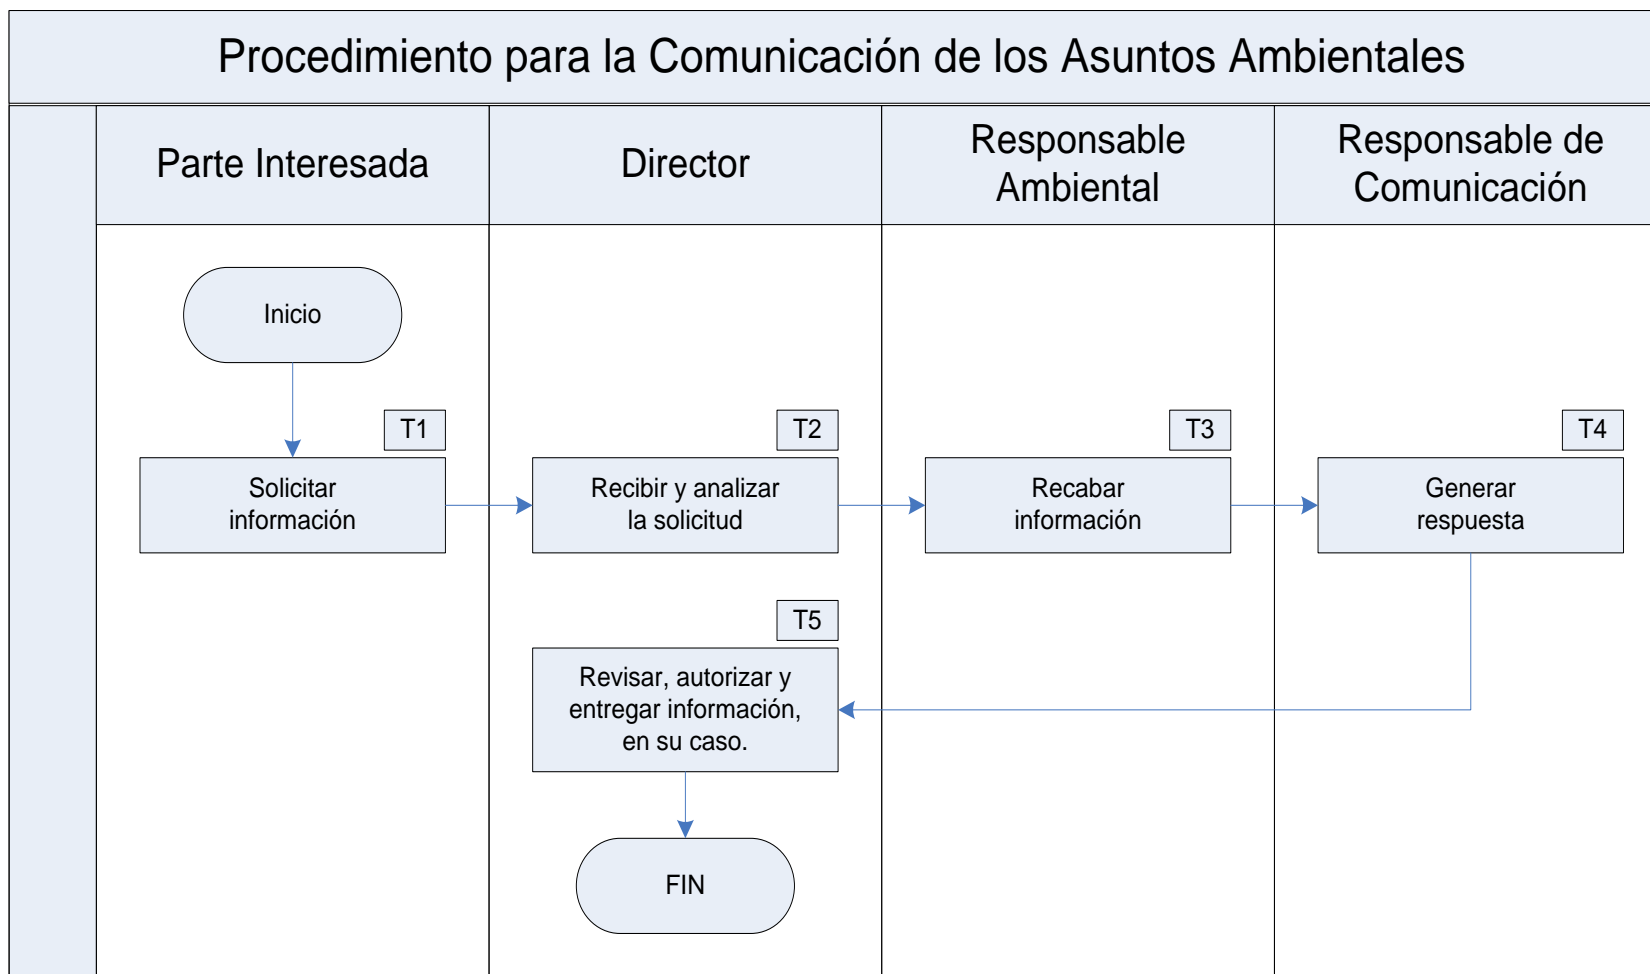 Procedimiento para la Comunicación de los Asuntos Ambientales
Parte Interesada
Director
Responsable
Ambiental
Responsable de
Comunicación
Inicio
T1
Solicitar
información
T2
Recibir y analizar
la solicitud
T3
Recabar
información
T4
Generar
respuesta
T5
Revisar, autorizar y
entregar información,
en su caso.
FIN